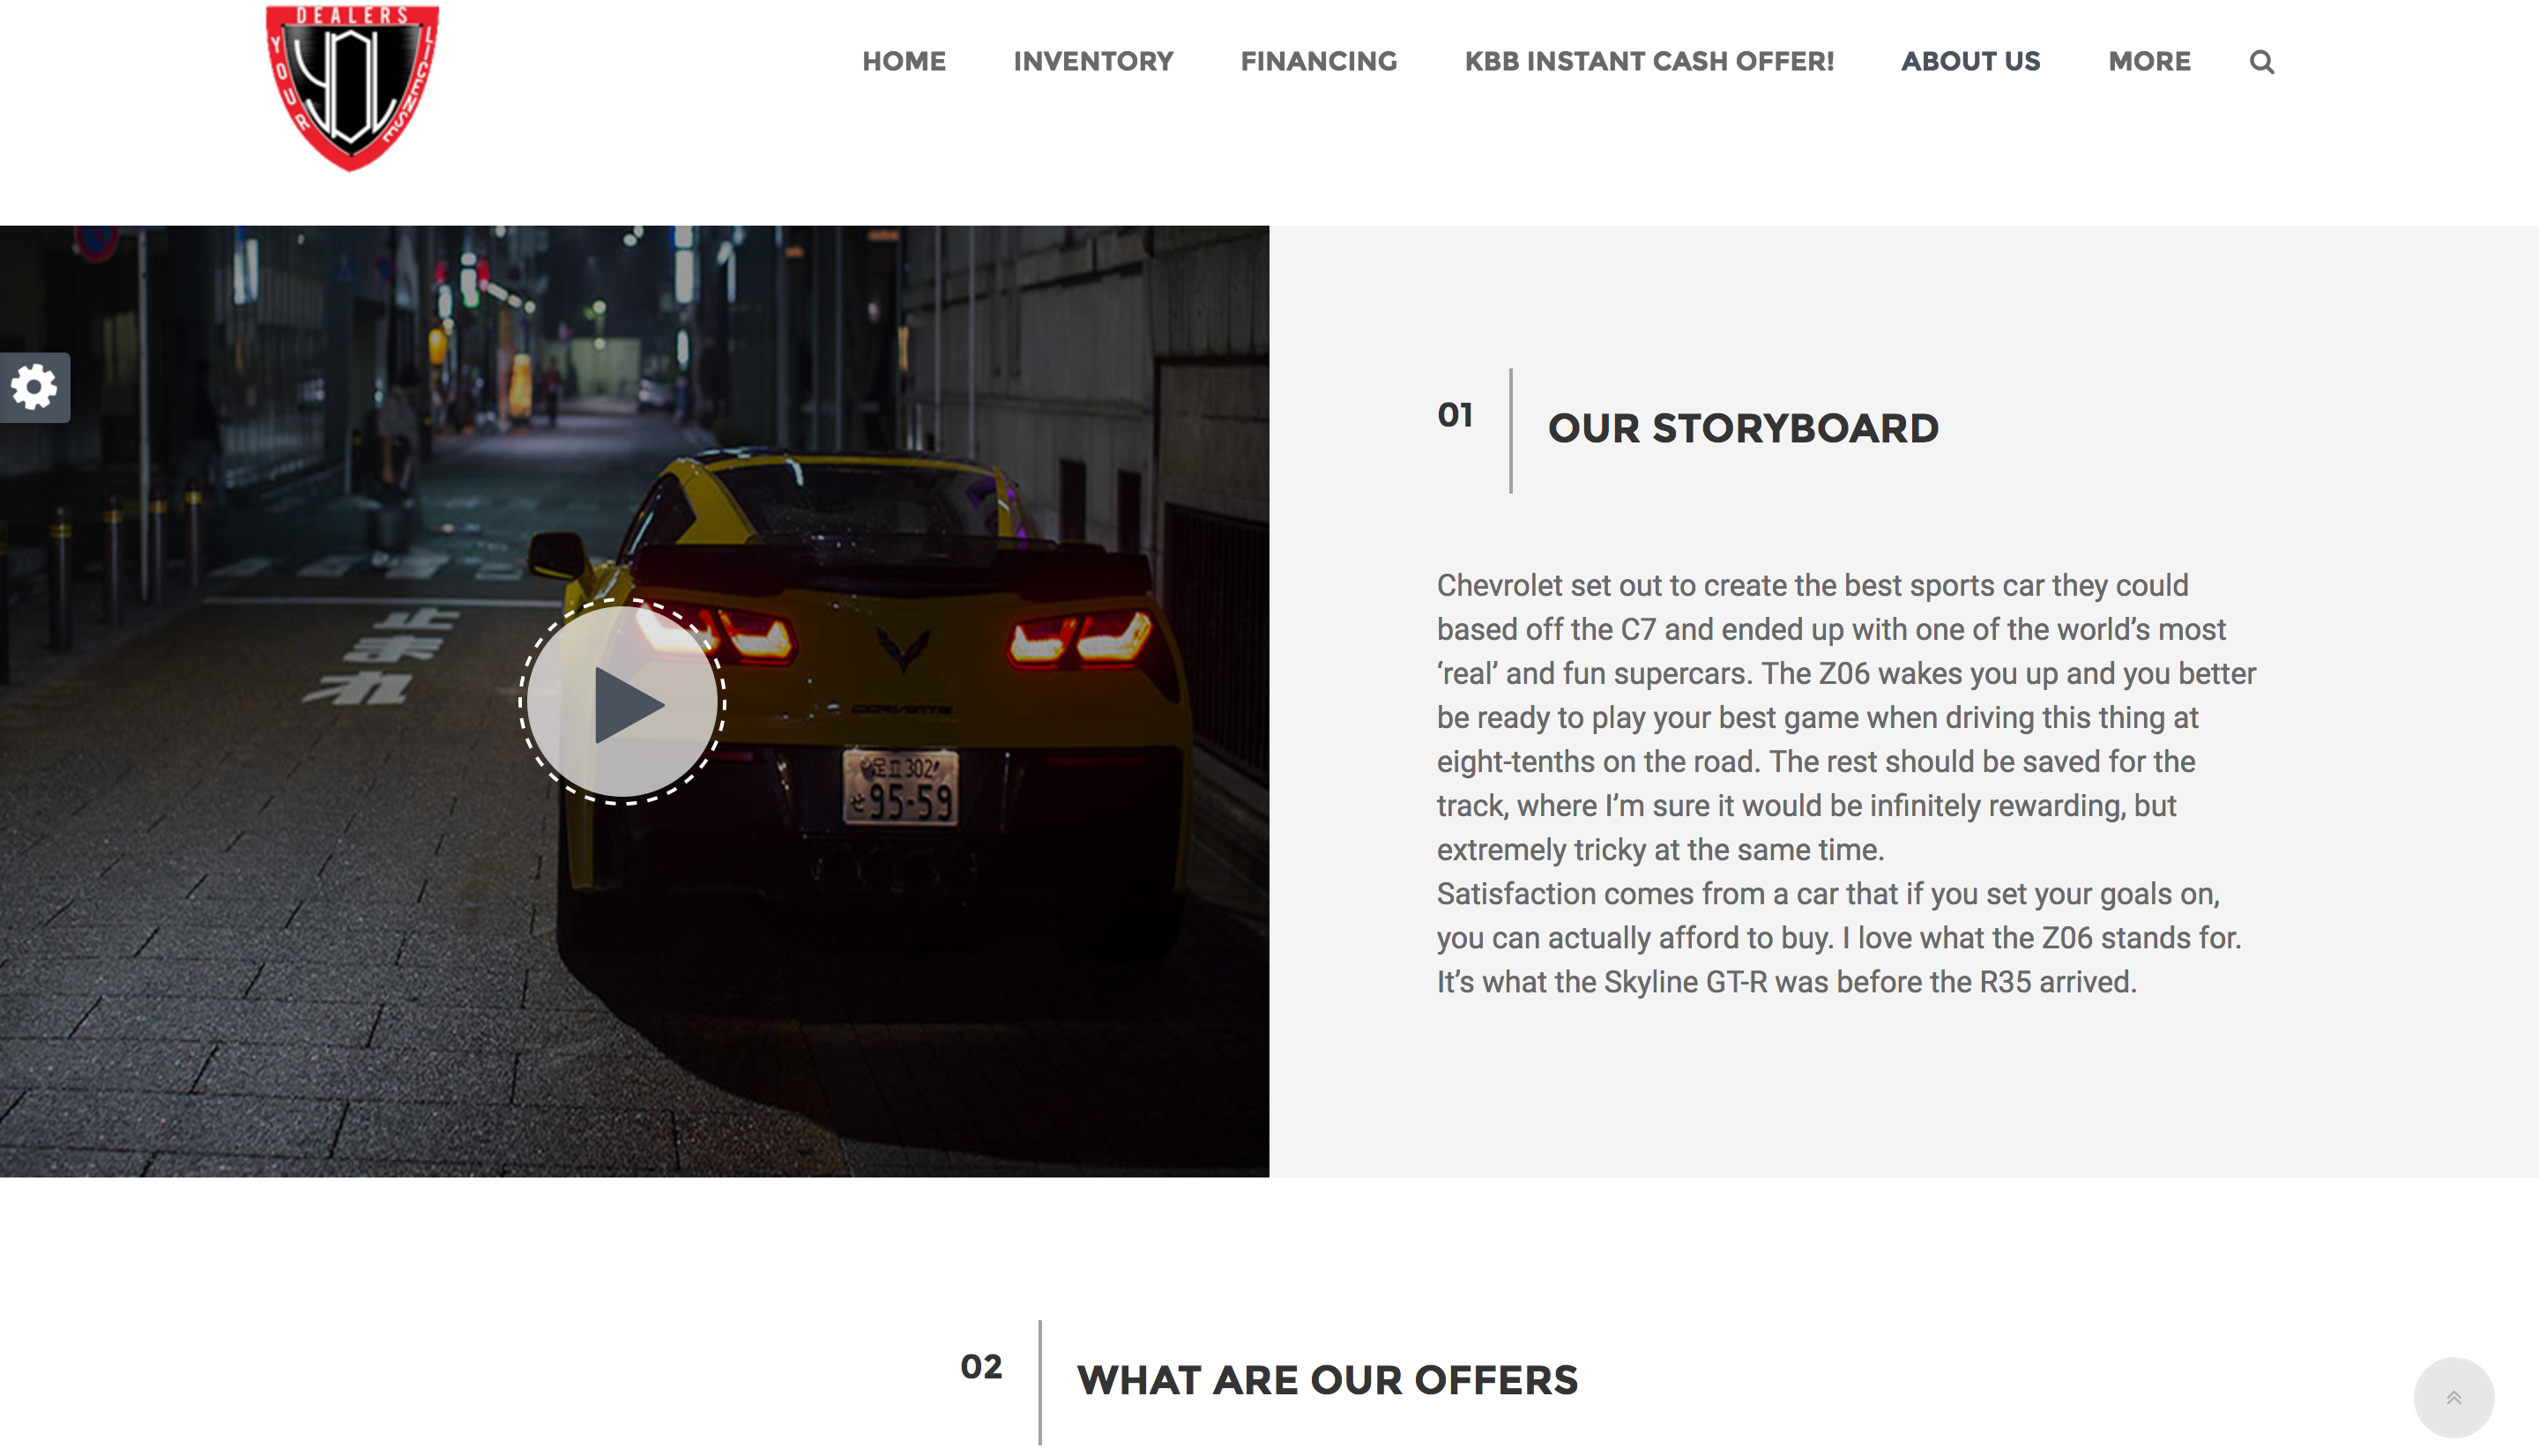 DEALERS
YOUR
LICENSE
YDL
HOME
INVENTORY
FINANCING
KBB INSTANT CASH OFFER!
ABOUT US
MORE
止まれ
CORVETTE
足立 302
せ 95-59
01
OUR STORYBOARD
Chevrolet set out to create the best sports car they could
based off the C7 and ended up with one of the world’s most
‘real’ and fun supercars. The Z06 wakes you up and you better
be ready to play your best game when driving this thing at
eight-tenths on the road. The rest should be saved for the
track, where I’m sure it would be infinitely rewarding, but
extremely tricky at the same time.
Satisfaction comes from a car that if you set your goals on,
you can actually afford to buy. I love what the Z06 stands for.
It’s what the Skyline GT-R was before the R35 arrived.
02
WHAT ARE OUR OFFERS